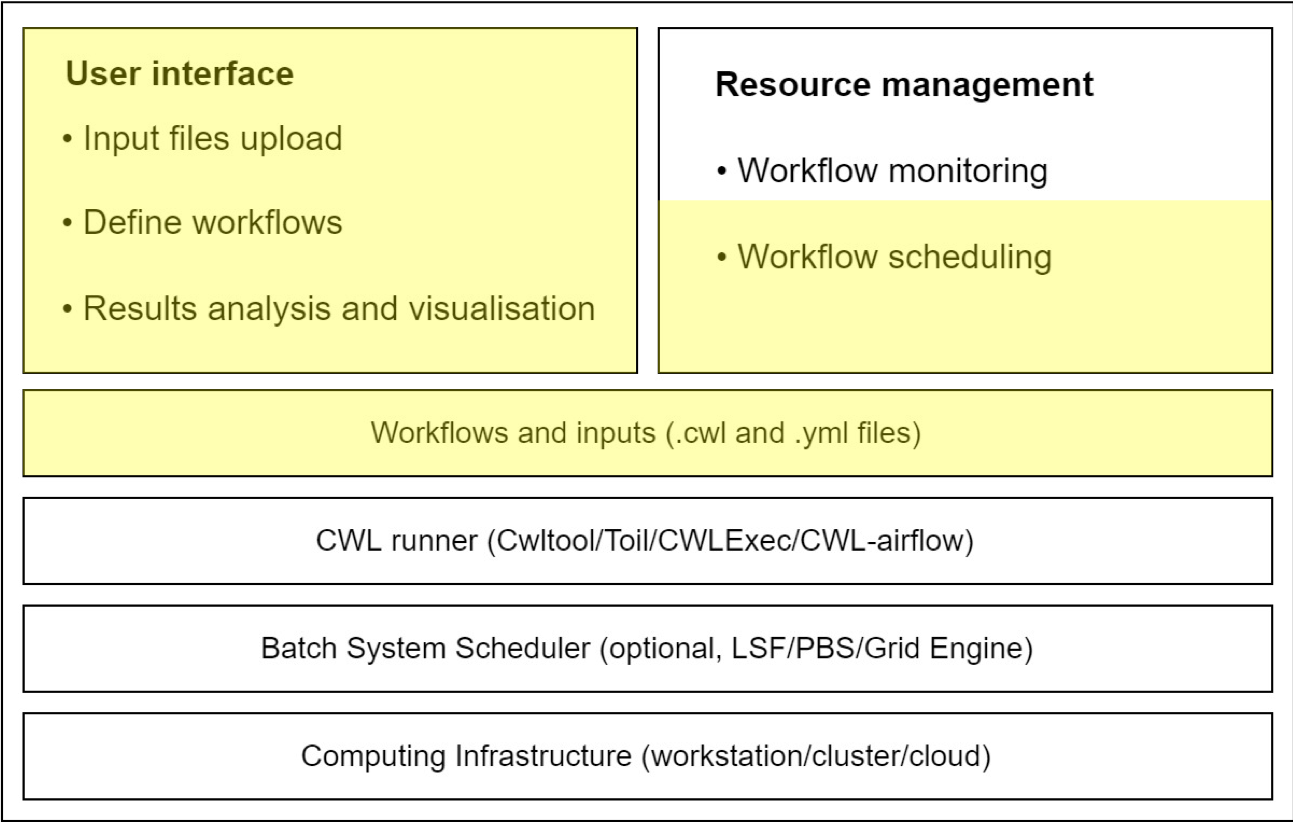 User interface
• Input files upload
• Define workflows
• Results analysis and visualisation
Resource management
• Workflow monitoring
• Workflow scheduling
Workflows and inputs (.cwl and .yml files)
CWL runner (Cwltool/Toil/CWLExec/CWL-airflow)
Batch System Scheduler (optional, LSF/PBS/Grid Engine)
Computing Infrastructure (workstation/cluster/cloud)